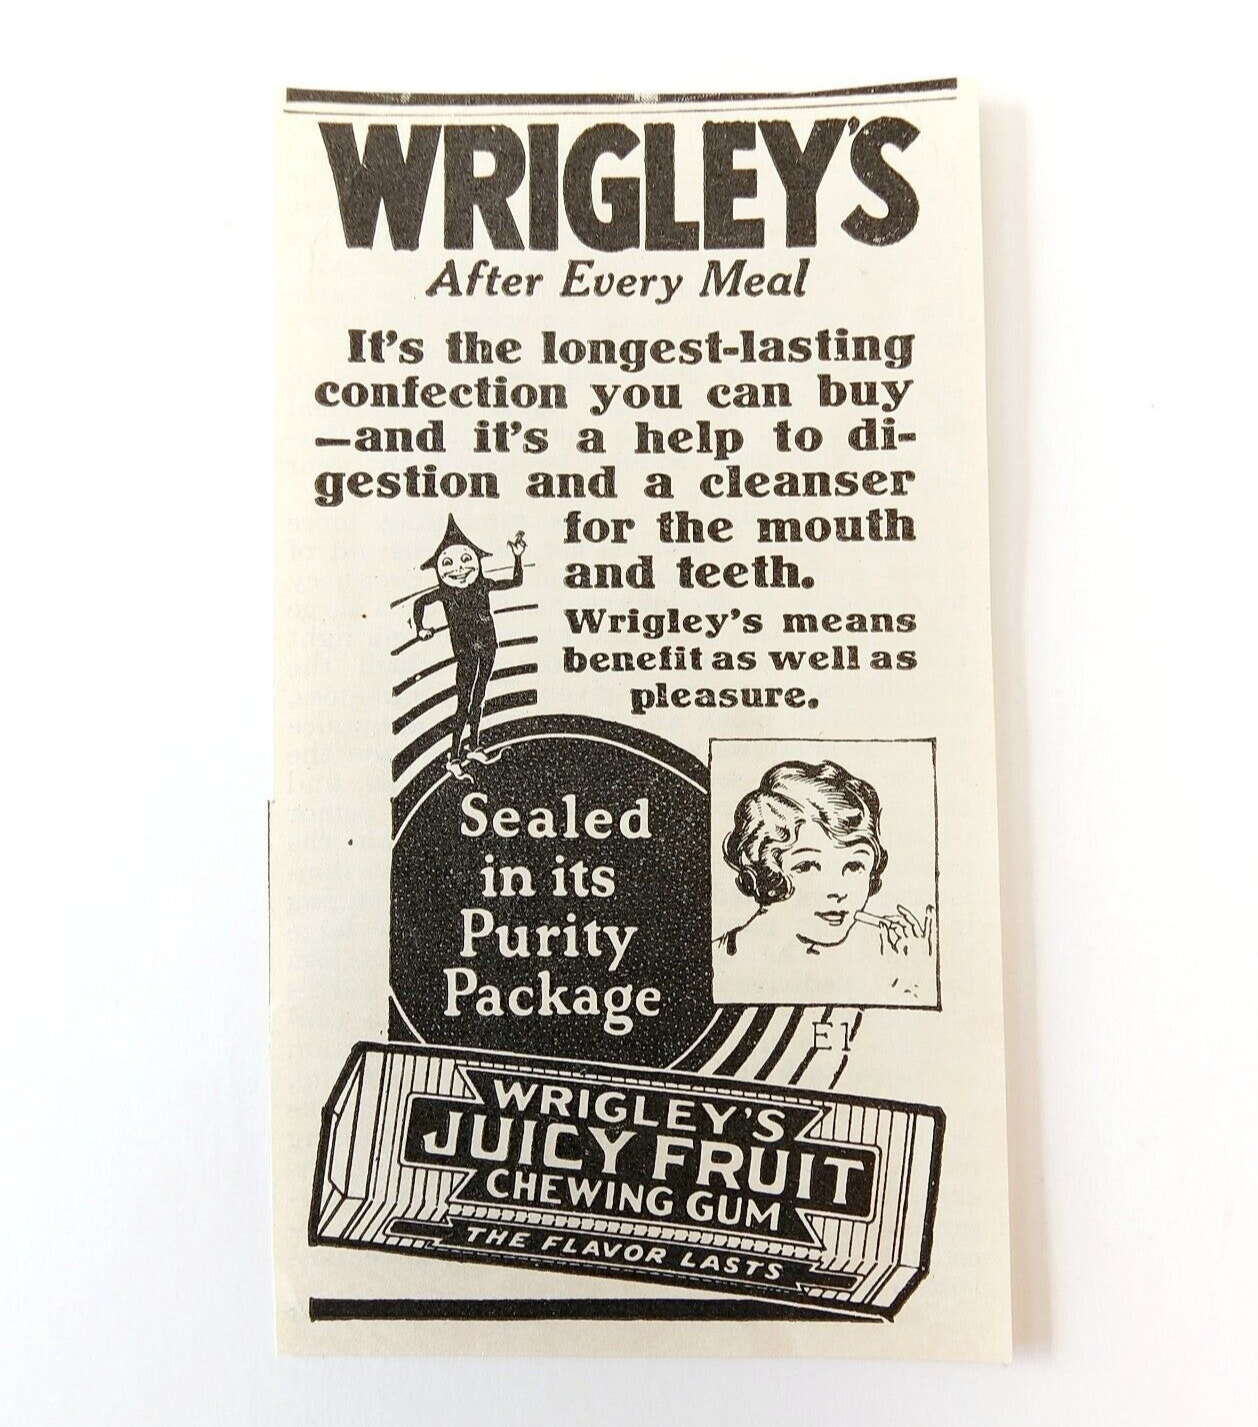 WRIGLEY'S
After Every Meal
It's the longest-lasting
confection you can buy
—and it's a help to di-
gestion and a cleanser
for the mouth
and teeth.
Wrigley's means
benefit as well as
pleasure.
Sealed
in its
Purity
Package
E1
WRIGLEY'S
JUICY FRUIT
CHEWING GUM
THE FLAVOR LASTS